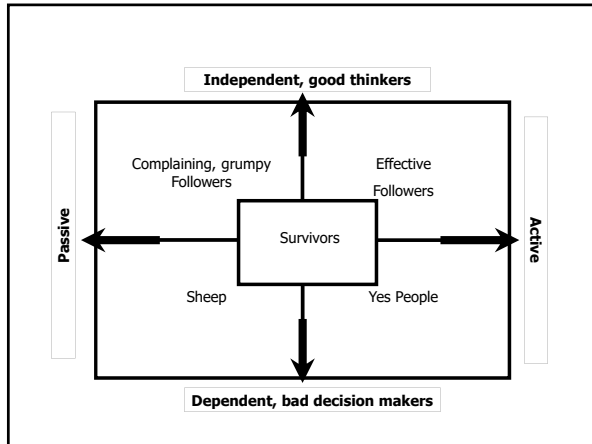 Independent, good thinkers
Complaining, grumpy
Followers
Effective
Followers
Passive
Survivors
Active
Sheep
Yes People
Dependent, bad decision makers